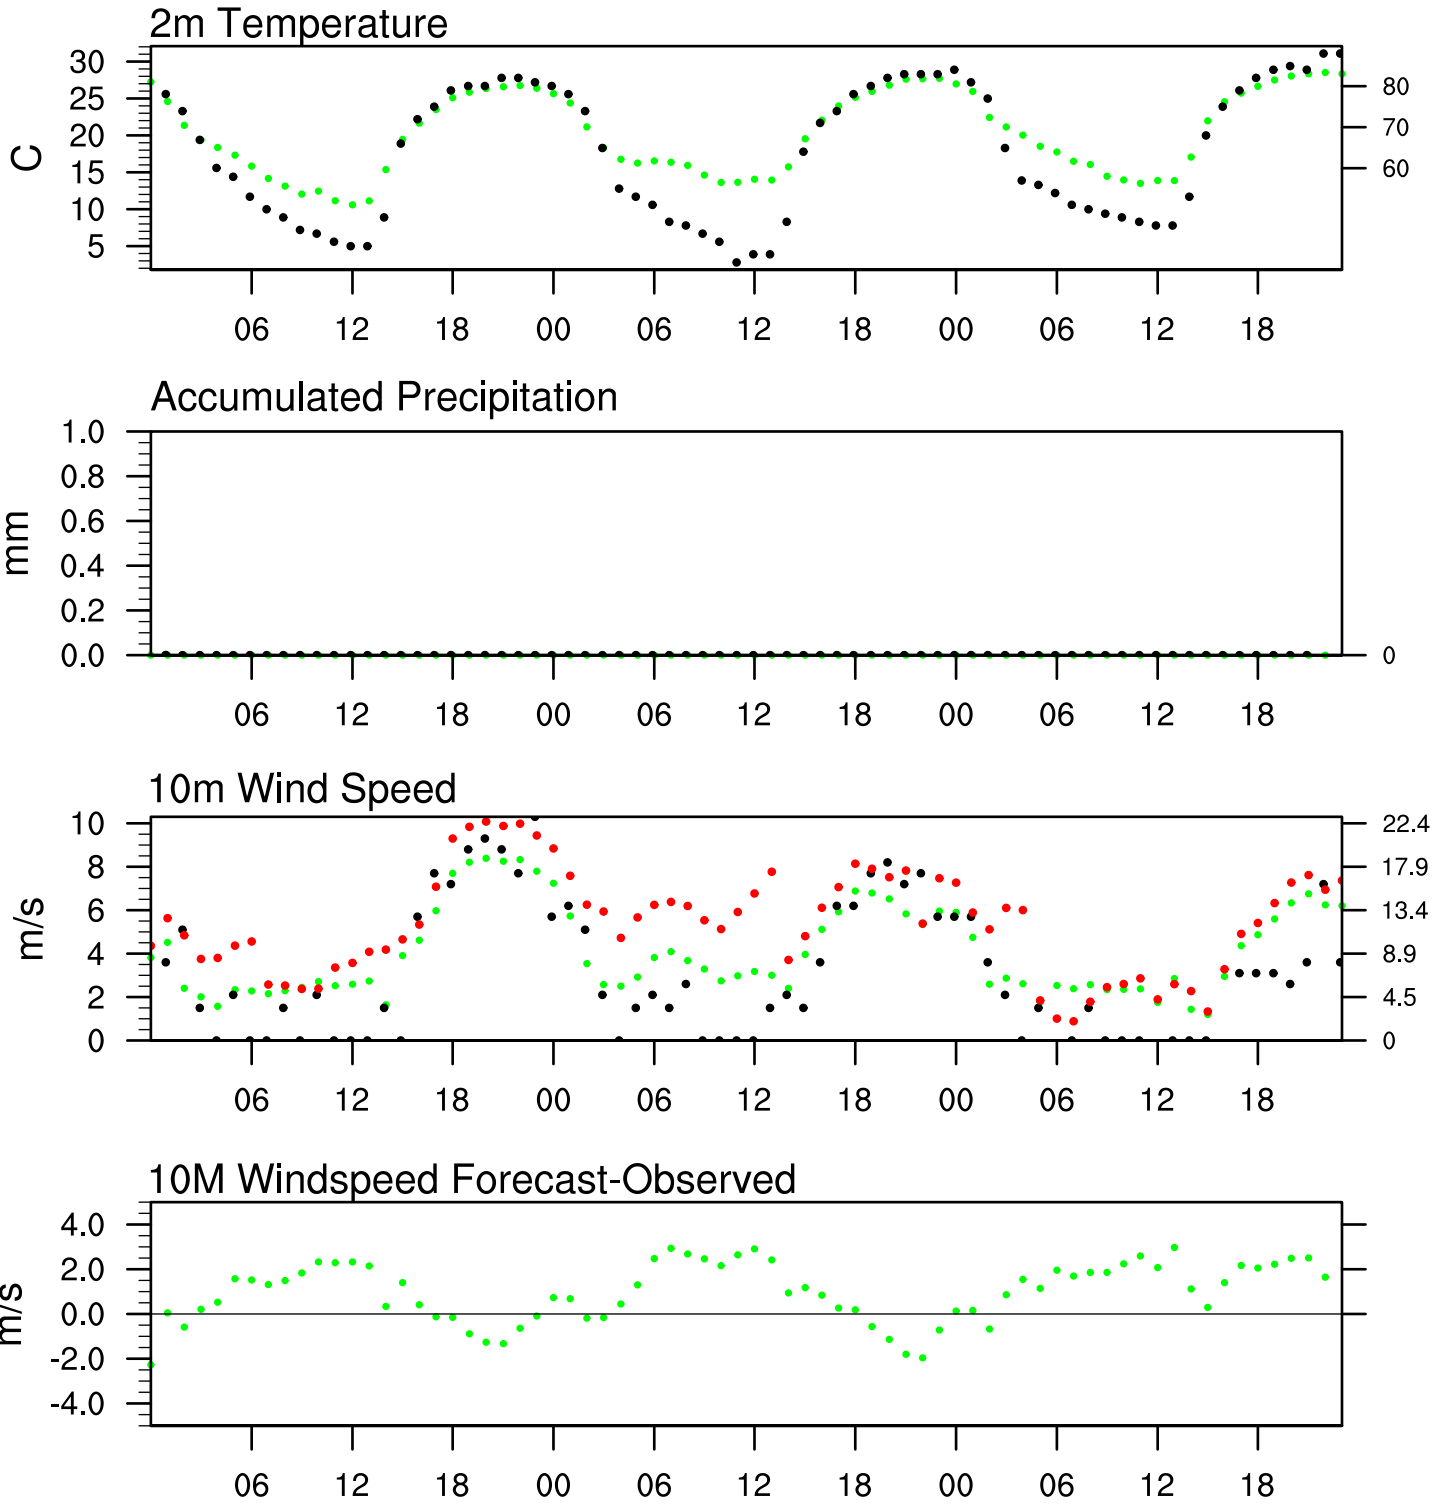 2m Temperature
30
25
20
15
10
5
C
80
70
60
06 12 18 00 06 12 18 00 06 12 18
Accumulated Precipitation
1.0
0.8
0.6
0.4
0.2
0.0
mm
0
06 12 18 00 06 12 18 00 06 12 18
10m Wind Speed
10
8
6
4
2
0
m/s
22.4
17.9
13.4
8.9
4.5
0
06 12 18 00 06 12 18 00 06 12 18
10M Windspeed Forecast-Observed
4.0
2.0
0.0
-2.0
-4.0
m/s
06 12 18 00 06 12 18 00 06 12 18